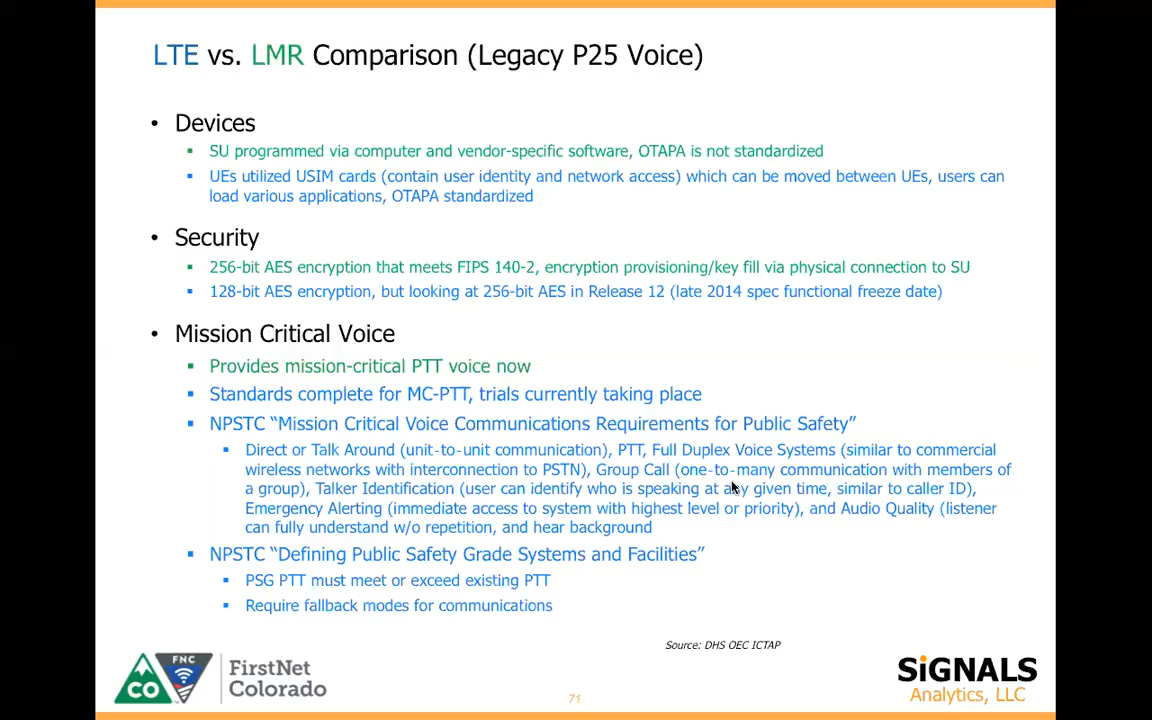 LTE vs. LMR Comparison (Legacy P25 Voice)
• Devices
▪ SU programmed via computer and vendor-specific software, OTAPA is not standardized
▪ UEs utilized USIM cards (contain user identity and network access) which can be moved between UEs, users can
load various applications, OTAPA standardized
• Security
▪ 256-bit AES encryption that meets FIPS 140-2, encryption provisioning/key fill via physical connection to SU
▪ 128-bit AES encryption, but looking at 256-bit AES in Release 12 (late 2014 spec functional freeze date)
• Mission Critical Voice
▪ Provides mission-critical PTT voice now
▪ Standards complete for MC-PTT, trials currently taking place
▪ NPSTC “Mission Critical Voice Communications Requirements for Public Safety”
▪ Direct or Talk Around (unit-to-unit communication), PTT, Full Duplex Voice Systems (similar to commercial
wireless networks with interconnection to PSTN), Group Call (one-to-many communication with members of
a group), Talker Identification (user can identify who is speaking at any given time, similar to caller ID),
Emergency Alerting (immediate access to system with highest level or priority), and Audio Quality (listener
can fully understand w/o repetition, and hear background
▪ NPSTC “Defining Public Safety Grade Systems and Facilities”
▪ PSG PTT must meet or exceed existing PTT
▪ Require fallback modes for communications
Source: DHS OEC ICTAP
CO
FNC
FirstNet
Colorado
71
SiGNALS
Analytics, LLC